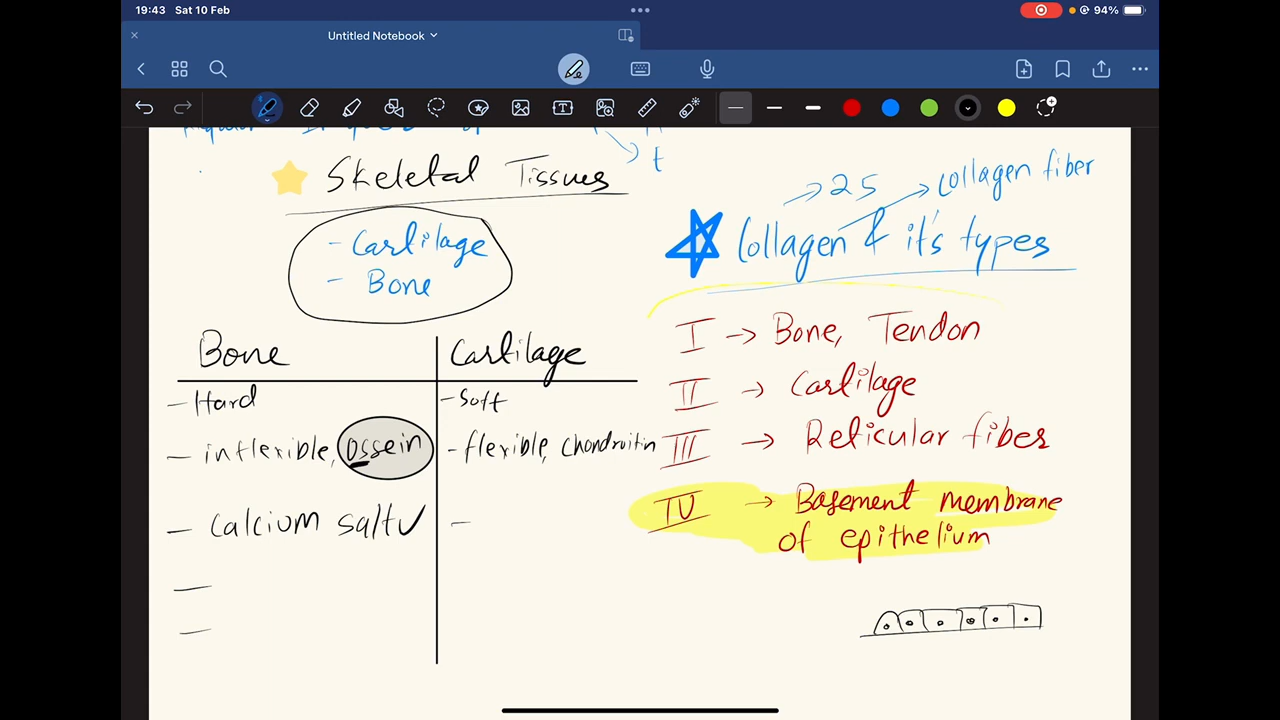 19:43 Sat 10 Feb
94%
Untitled Notebook
t
Skeletal Tissues
- Cartilage
- Bone
→ 25
→ Collagen fiber
Collagen & it's types
I → Bone, Tendon
II → Cartilage
III → Reticular fiber
IV → Basement membrane
of epithelium
Bone
Cartilage
- Hard
- Soft
- inflexible, ossein
- flexible, chondroitin
- Calcium salt
-
-
-